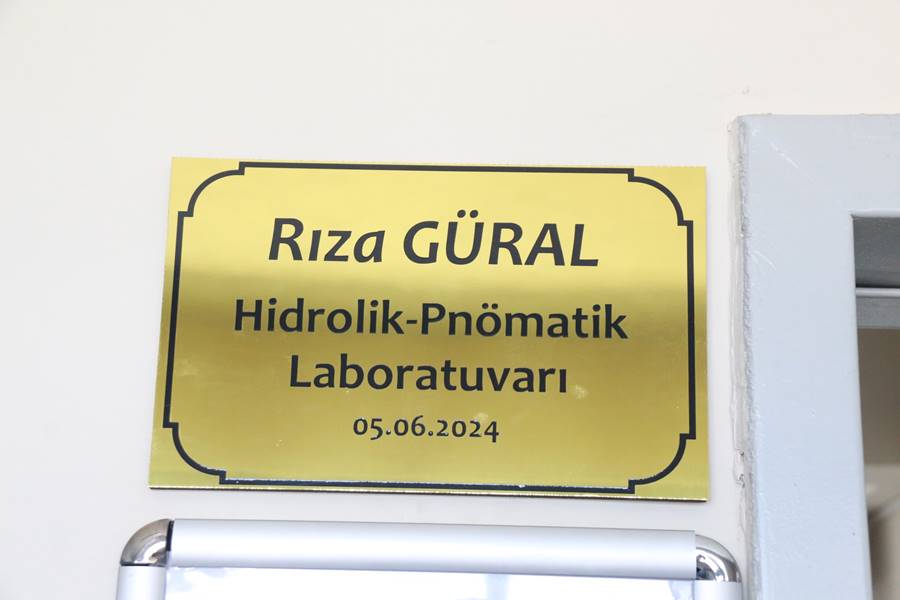 Rıza GÜRAL
Hidrolik-Pnömatik
Laboratuvarı
05.06.2024